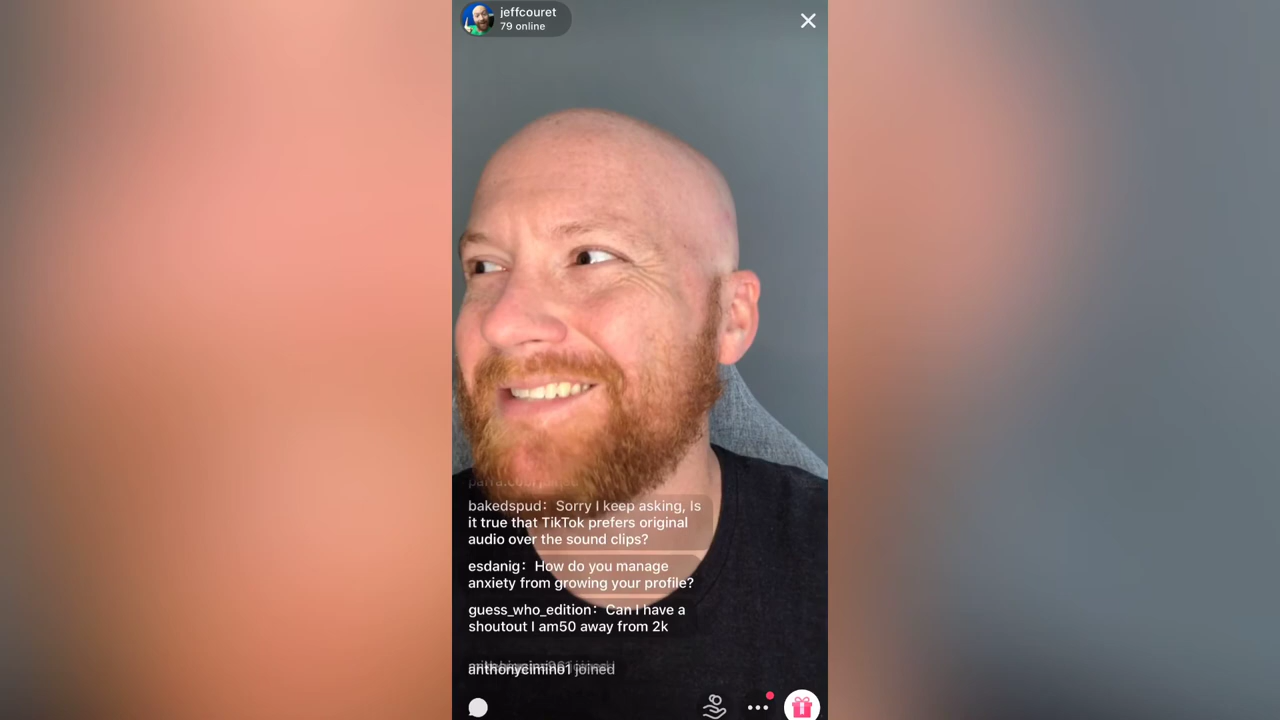 jeffcouret
79 online
bakedspud: Sorry I keep asking, Is
it true that TikTok prefers original
audio over the sound clips?
esdanig: How do you manage
anxiety from growing your profile?
guess_who_edition: Can I have a
shoutout I am50 away from 2k
joined